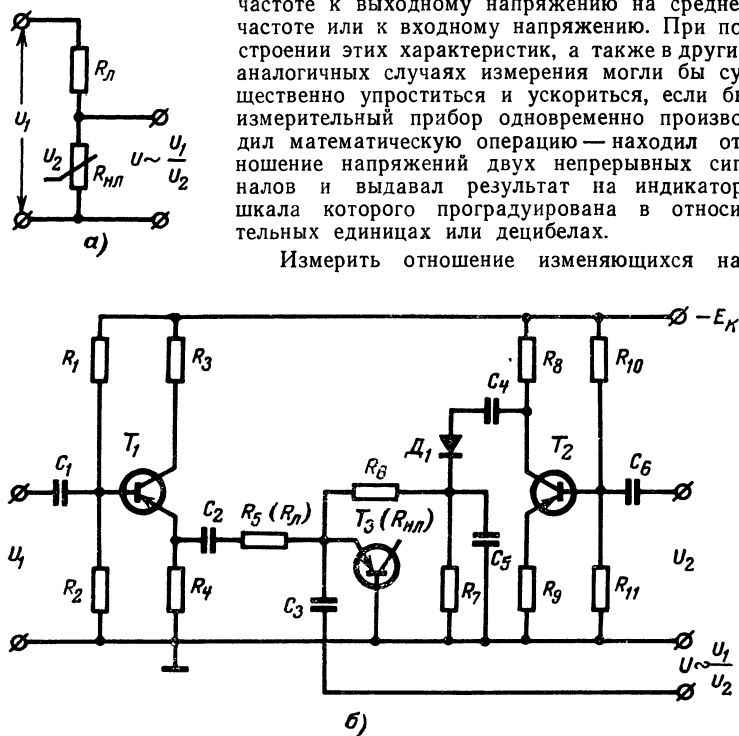 частоте к выходному напряжению на средне
частоте или к входному напряжению. При по
строении этих характеристик, а также в други
аналогичных случаях измерения могли бы су
щественно упроститься и ускориться, если б
измерительный прибор одновременно произво
дил математическую операцию — находил от
ношение напряжений двух непрерывных сиг
налов и выдавал результат на индикатор
шкала которого проградуирована в относи
тельных единицах или децибелах.
Измерить отношение изменяющихся на
U1
Rл
U2
Rнл
U~ U1/U2
а)
-Eк
R1
R3
R8
R10
C4
T1
Д1
T2
C1
R6
C6
C2
R5 (Rл)
T3 (Rнл)
U1
C5
U2
R2
R4
C3
R7
R9
R11
U~ U1/U2
б)